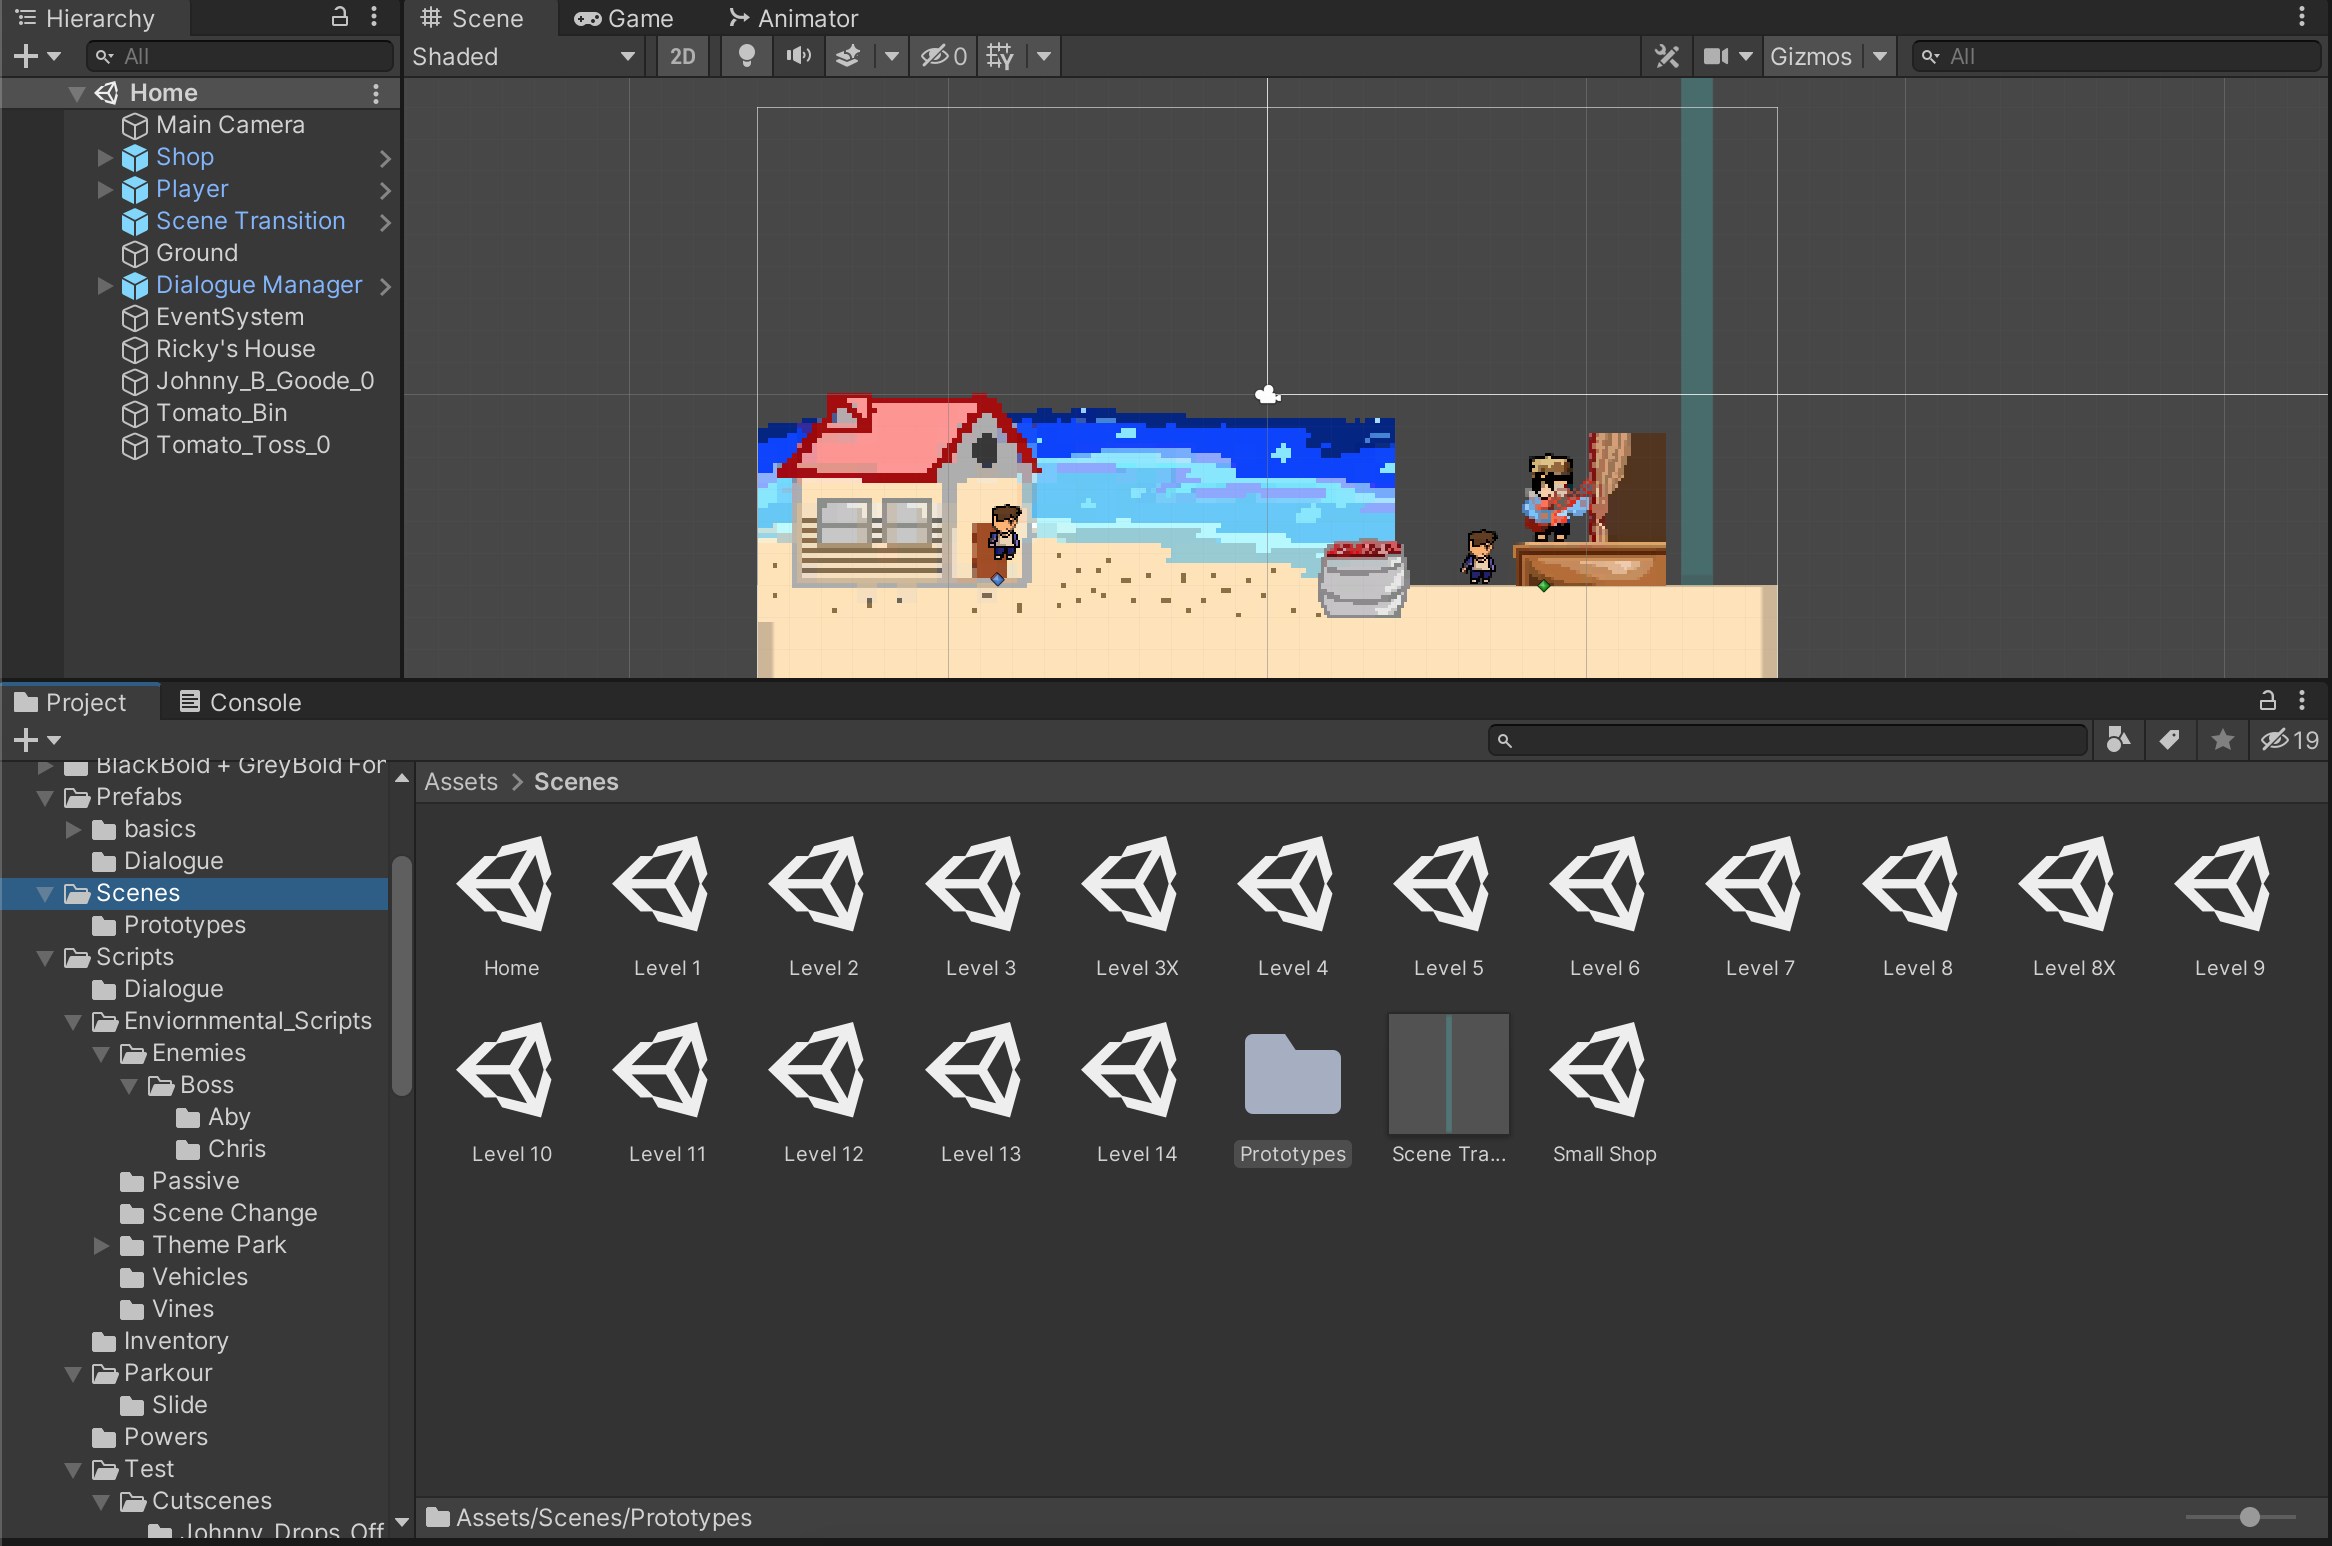 Hierarchy
All
Home
Main Camera
Shop
Player
Scene Transition
Ground
Dialogue Manager
EventSystem
Ricky's House
Johnny_B_Goode_0
Tomato_Bin
Tomato_Toss_0
Scene Game Animator
Shaded 2D 0 Gizmos All
Project Console
19
BlackBold + GreyBold For
Prefabs
basics
Dialogue
Scenes
Prototypes
Scripts
Dialogue
Enviornmental_Scripts
Enemies
Boss
Aby
Chris
Passive
Scene Change
Theme Park
Vehicles
Vines
Inventory
Parkour
Slide
Powers
Test
Cutscenes
Johnny_Drops_Off
Assets > Scenes
Home Level 1 Level 2 Level 3 Level 3X Level 4 Level 5 Level 6 Level 7 Level 8 Level 8X Level 9
Level 10 Level 11 Level 12 Level 13 Level 14 Prototypes Scene Tra... Small Shop
Assets/Scenes/Prototypes